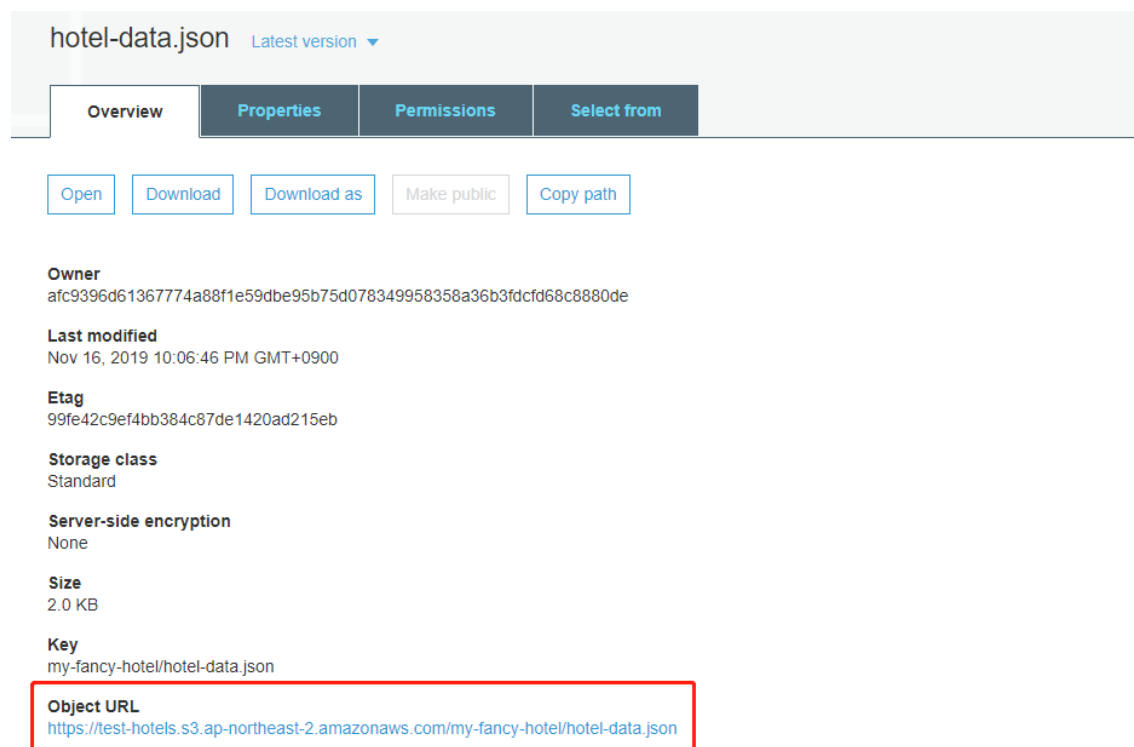 hotel-data.json Latest version
Overview Properties Permissions Select from
Open Download Download as Make public Copy path
Owner
afc9396d61367774a88f1e59dbe95b75d078349958358a36b3fdcfd68c8880de
Last modified
Nov 16, 2019 10:06:46 PM GMT+0900
Etag
99fe42c9ef4bb384c87de1420ad215eb
Storage class
Standard
Server-side encryption
None
Size
2.0 KB
Key
my-fancy-hotel/hotel-data.json
Object URL
https://test-hotels.s3.ap-northeast-2.amazonaws.com/my-fancy-hotel/hotel-data.json